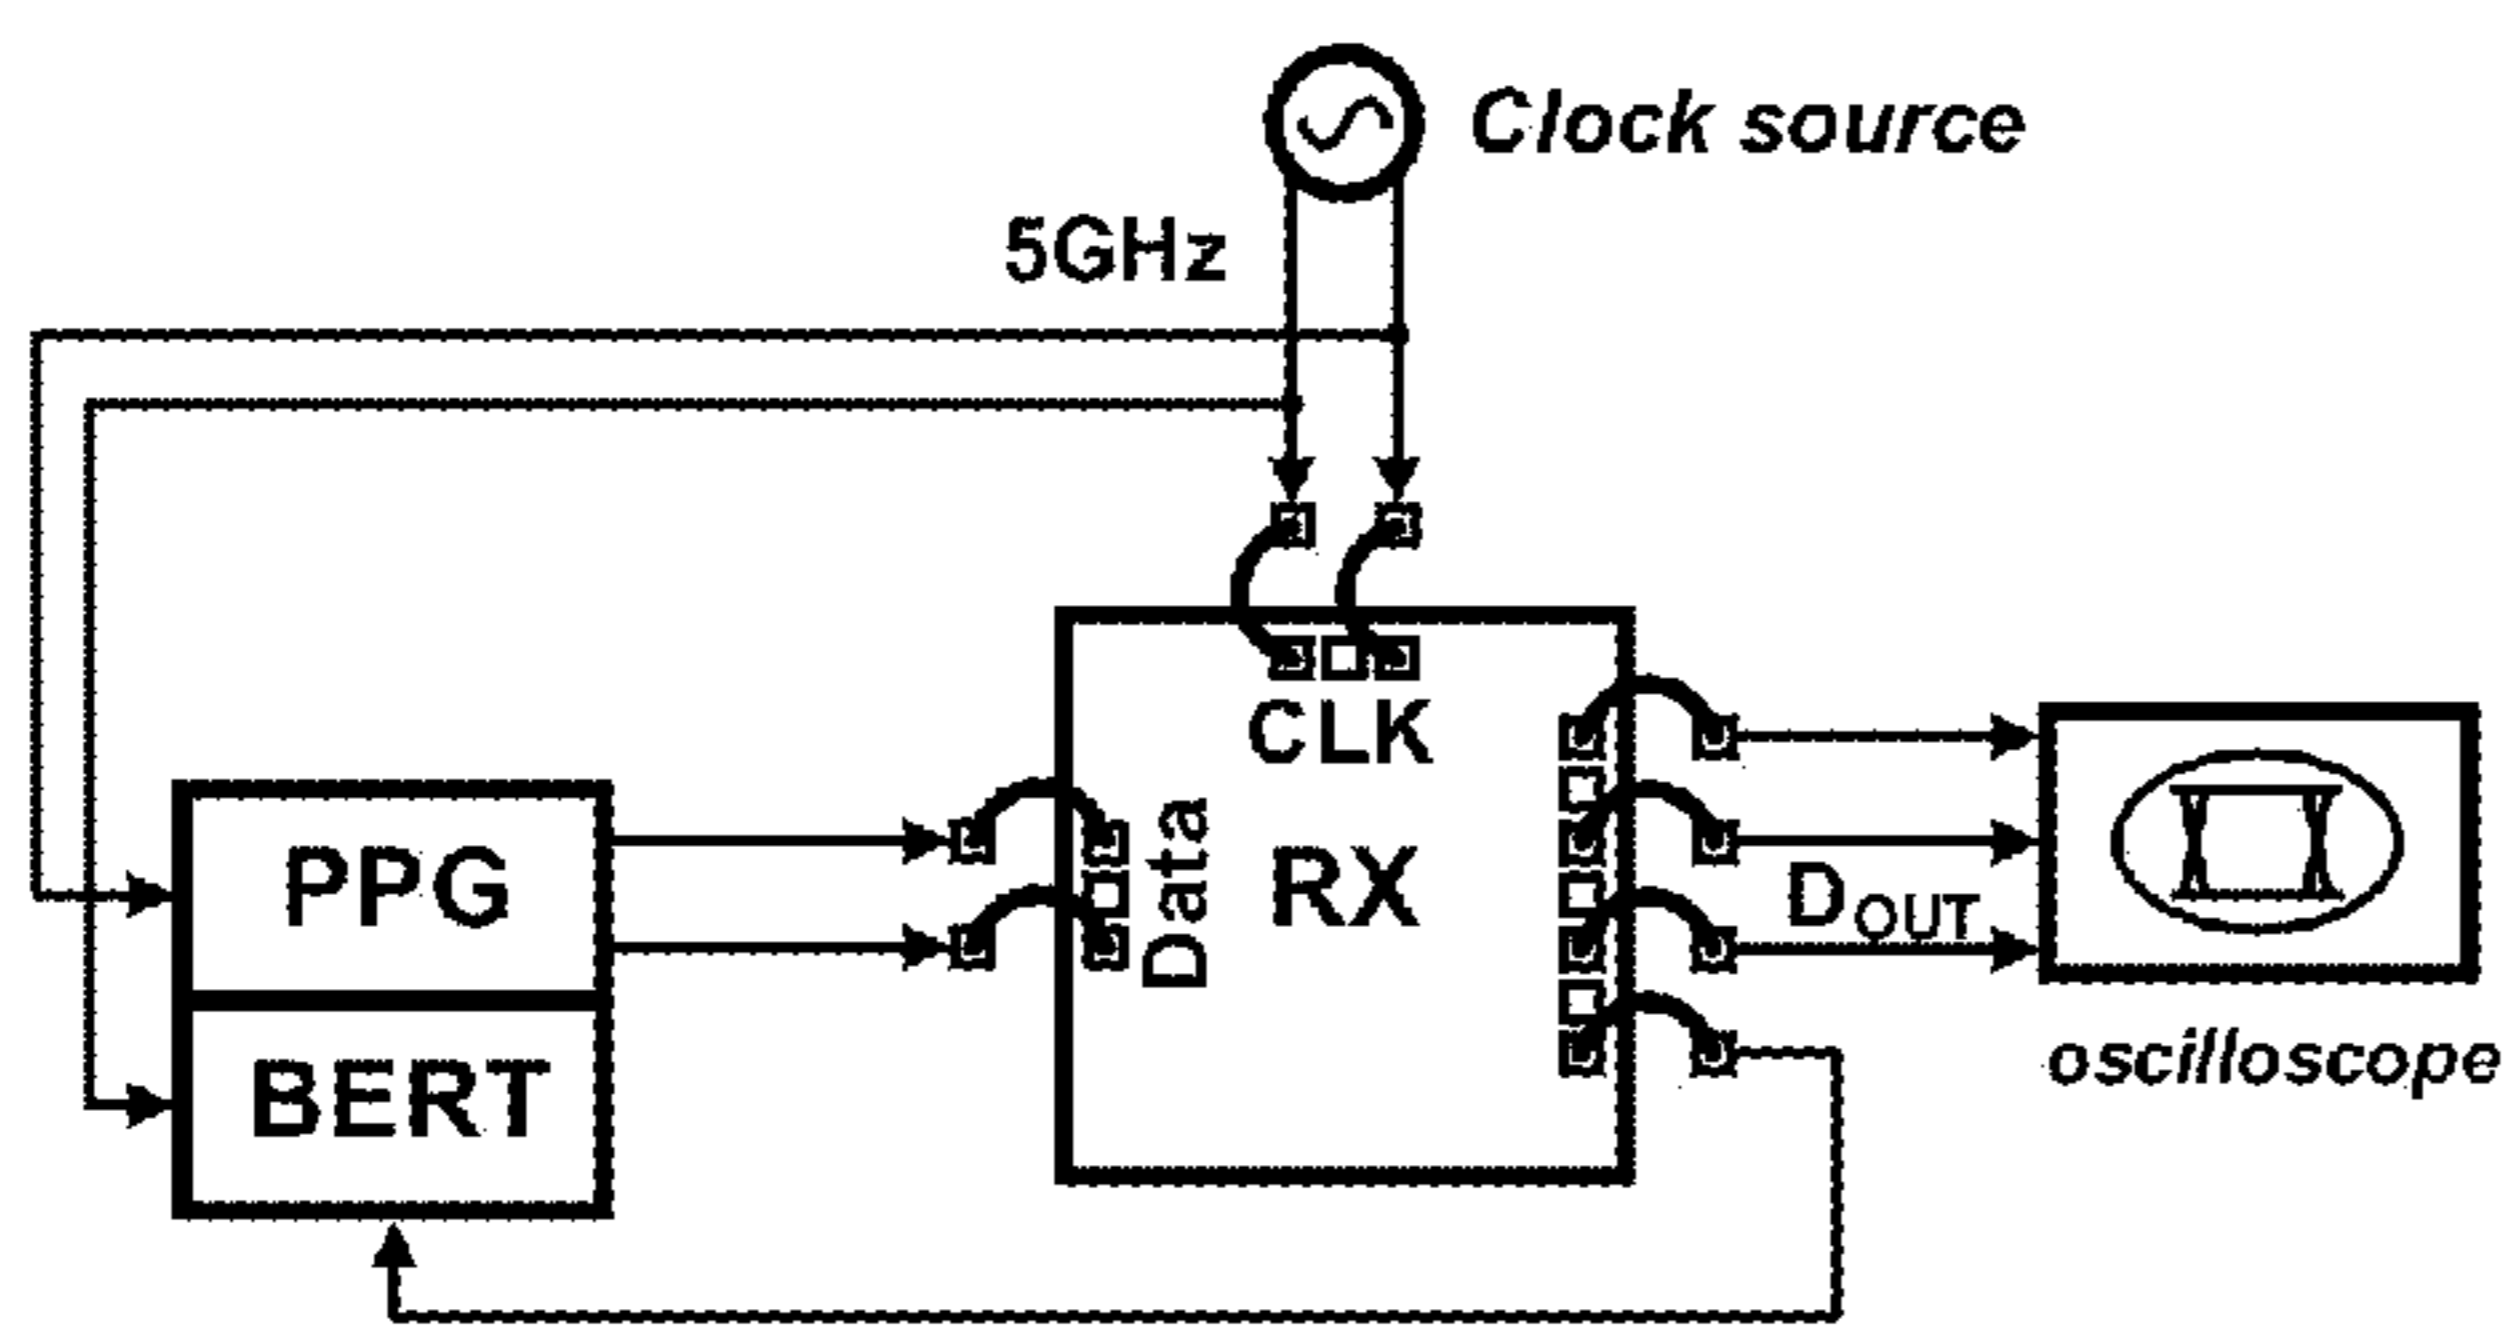 Clock source
5GHz
CLK
Data
RX
PPG
BERT
DOUT
oscilloscope